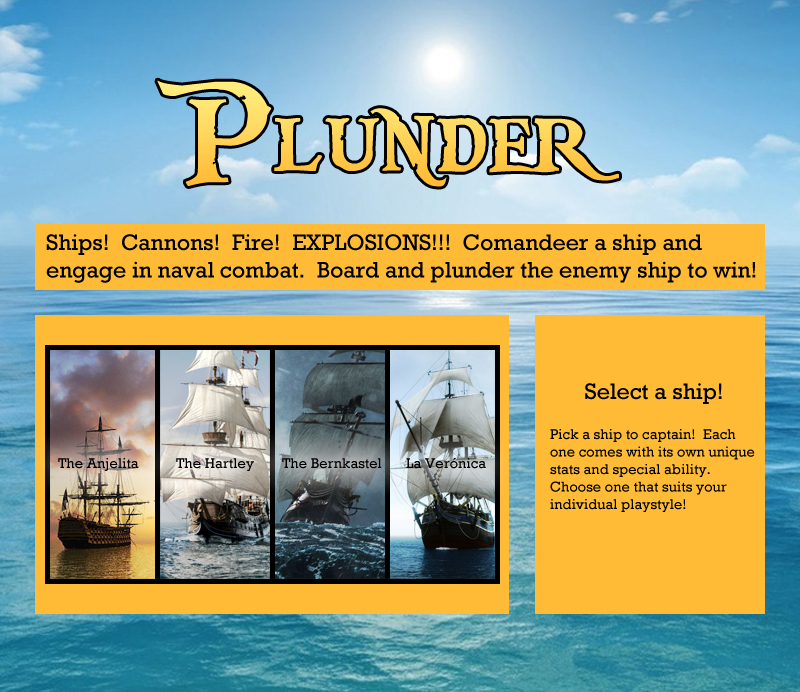 PLUNDER
Ships!  Cannons!  Fire!  EXPLOSIONS!!!  Comandeer a ship and
engage in naval combat.  Board and plunder the enemy ship to win!
The Anjelita
The Hartley
The Bernkastel
La Verónica
Select a ship!
Pick a ship to captain!  Each
one comes with its own unique
stats and special ability.
Choose one that suits your
individual playstyle!